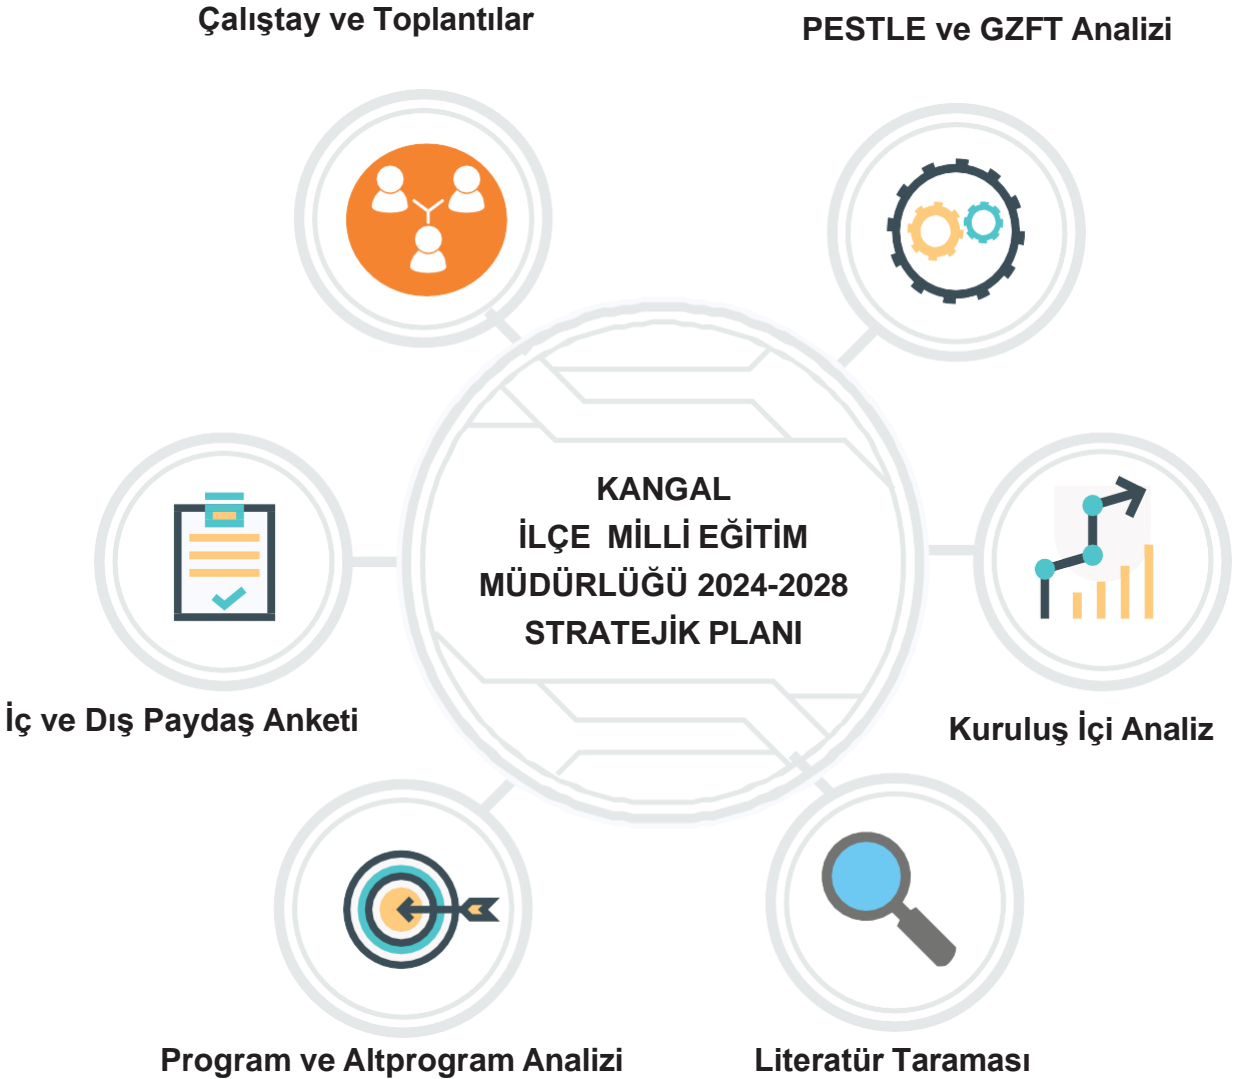 Çalıştay ve Toplantılar
PESTLE ve GZFT Analizi
KANGAL
İLÇE  MİLLİ EĞİTİM
MÜDÜRLÜĞÜ 2024-2028
STRATEJİK PLANI
İç ve Dış Paydaş Anketi
Kuruluş İçi Analiz
Program ve Altprogram Analizi
Literatür Taraması